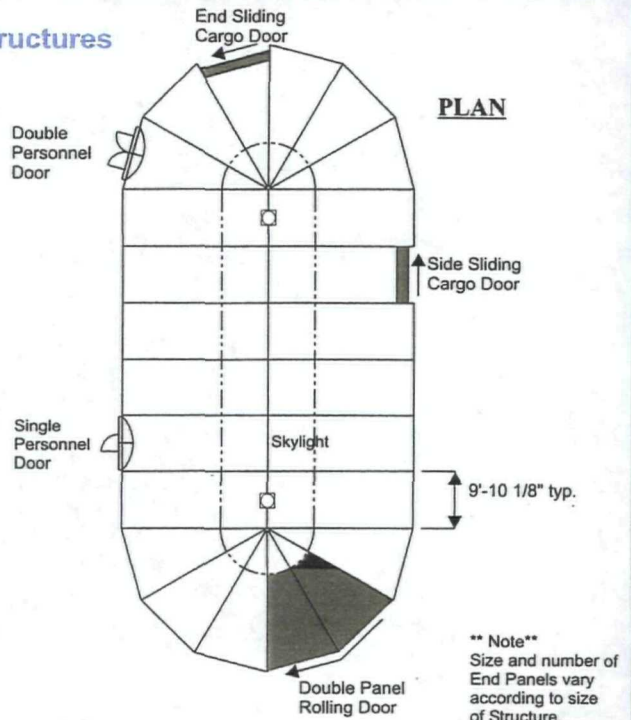 ructures
End Sliding
Cargo Door
PLAN
Double
Personnel
Door
Side Sliding
Cargo Door
Single
Personnel
Door
Skylight
9'-10 1/8" typ.
** Note**
Size and number of
End Panels vary
according to size
of Structure
Double Panel
Rolling Door